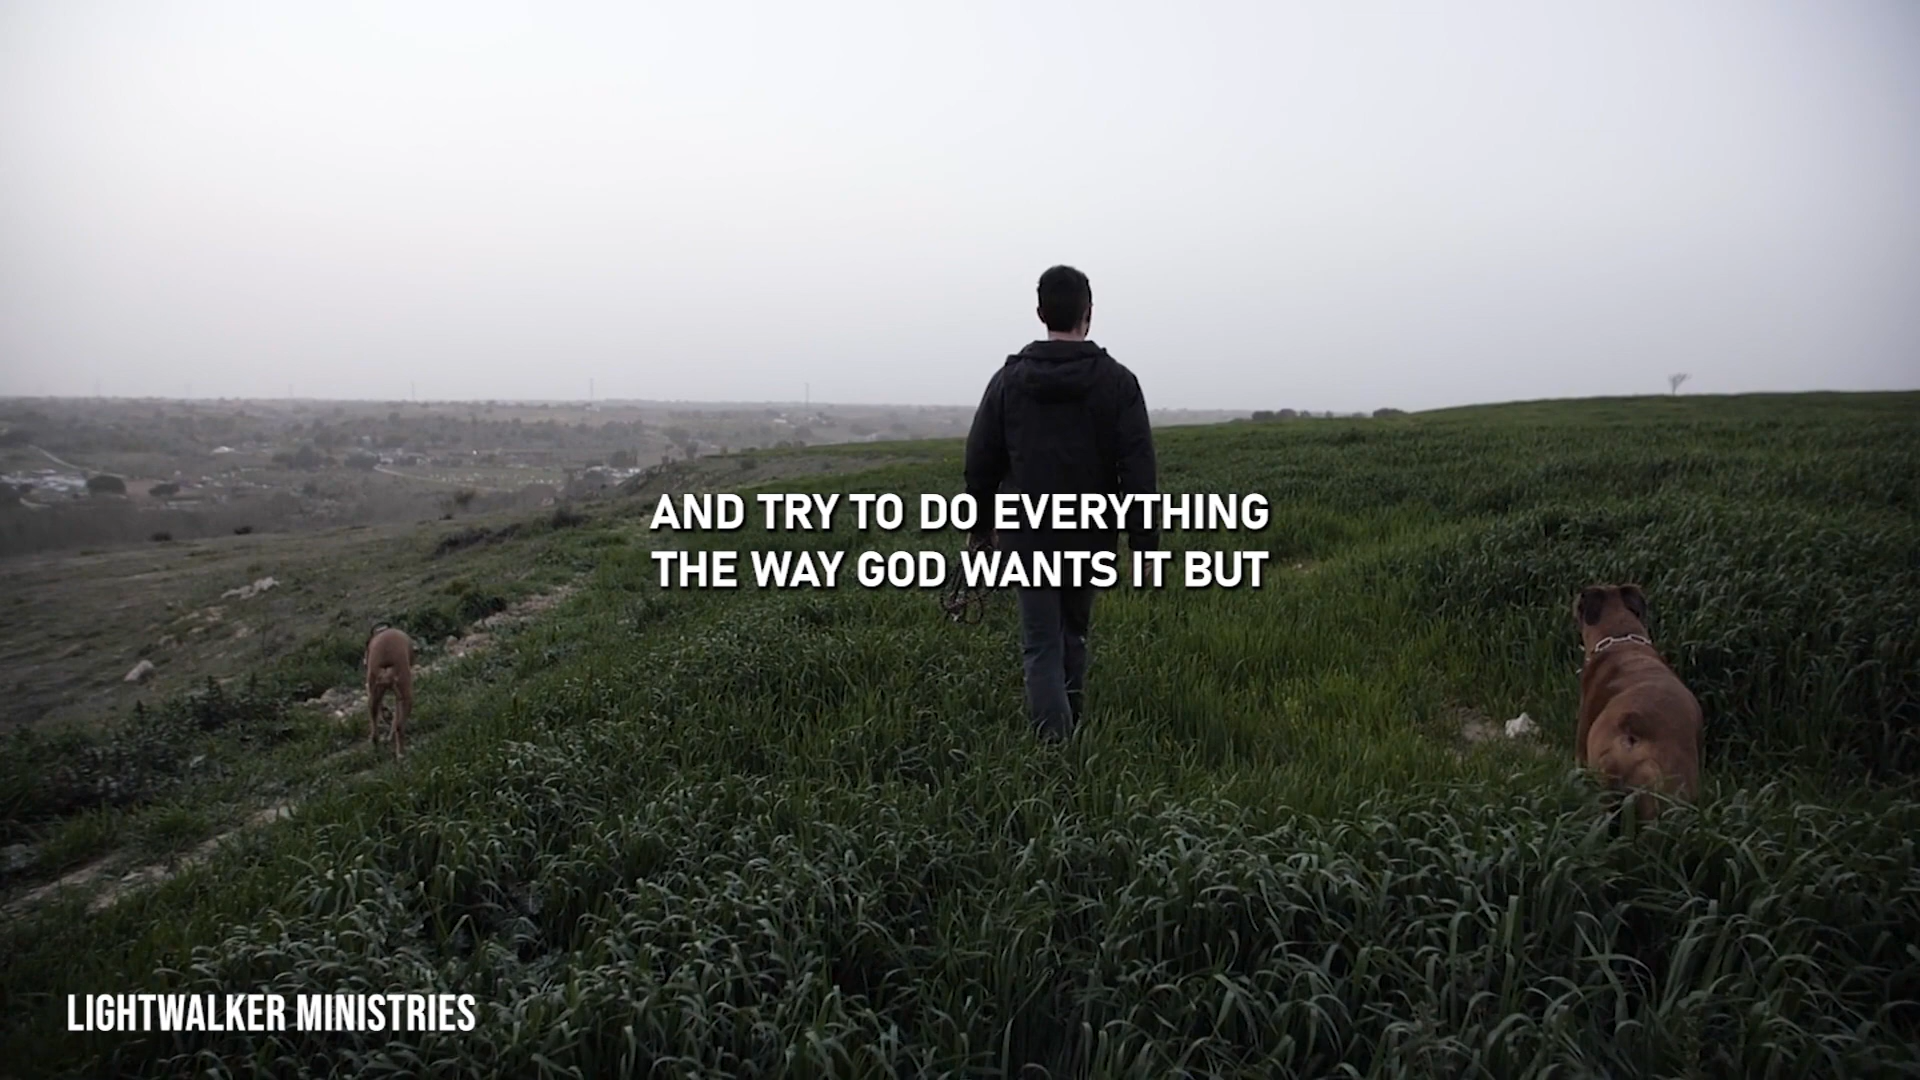 AND TRY TO DO EVERYTHING
THE WAY GOD WANTS IT BUT
LIGHTWALKER MINISTRIES